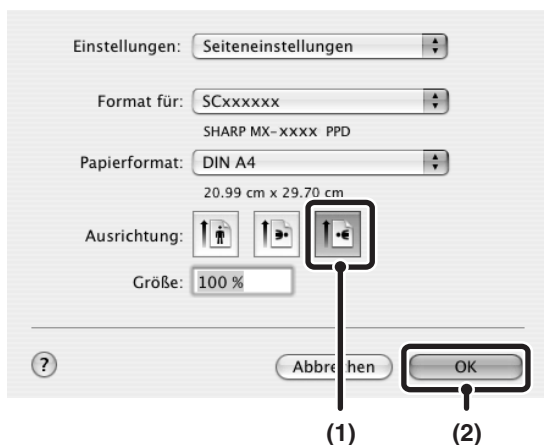 Einstellungen: Seiteneinstellungen
Format für: SCxxxxxx
SHARP MX-xxxx PPD
Papierformat: DIN A4
20.99 cm x 29.70 cm
Ausrichtung:
Größe: 100 %
? Abbrechen OK
(1) (2)